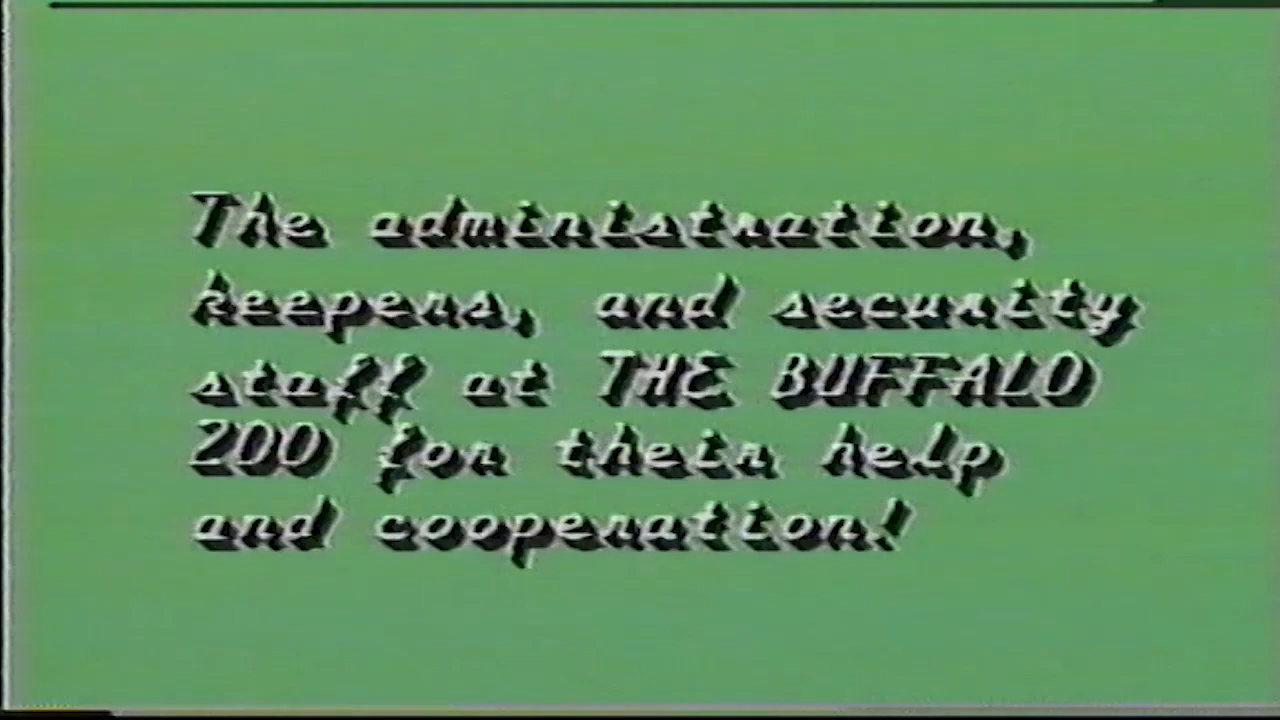 The administration,
keepers, and security
staff at THE BUFFALO
ZOO for their help
and cooperation!